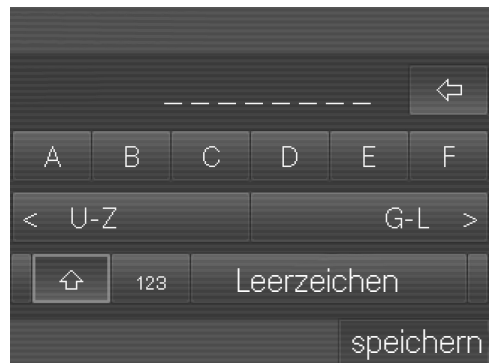 _ _ _ _ _ _ _ _ _
A B C D E F
< U-Z G-L >
123 Leerzeichen
speichern